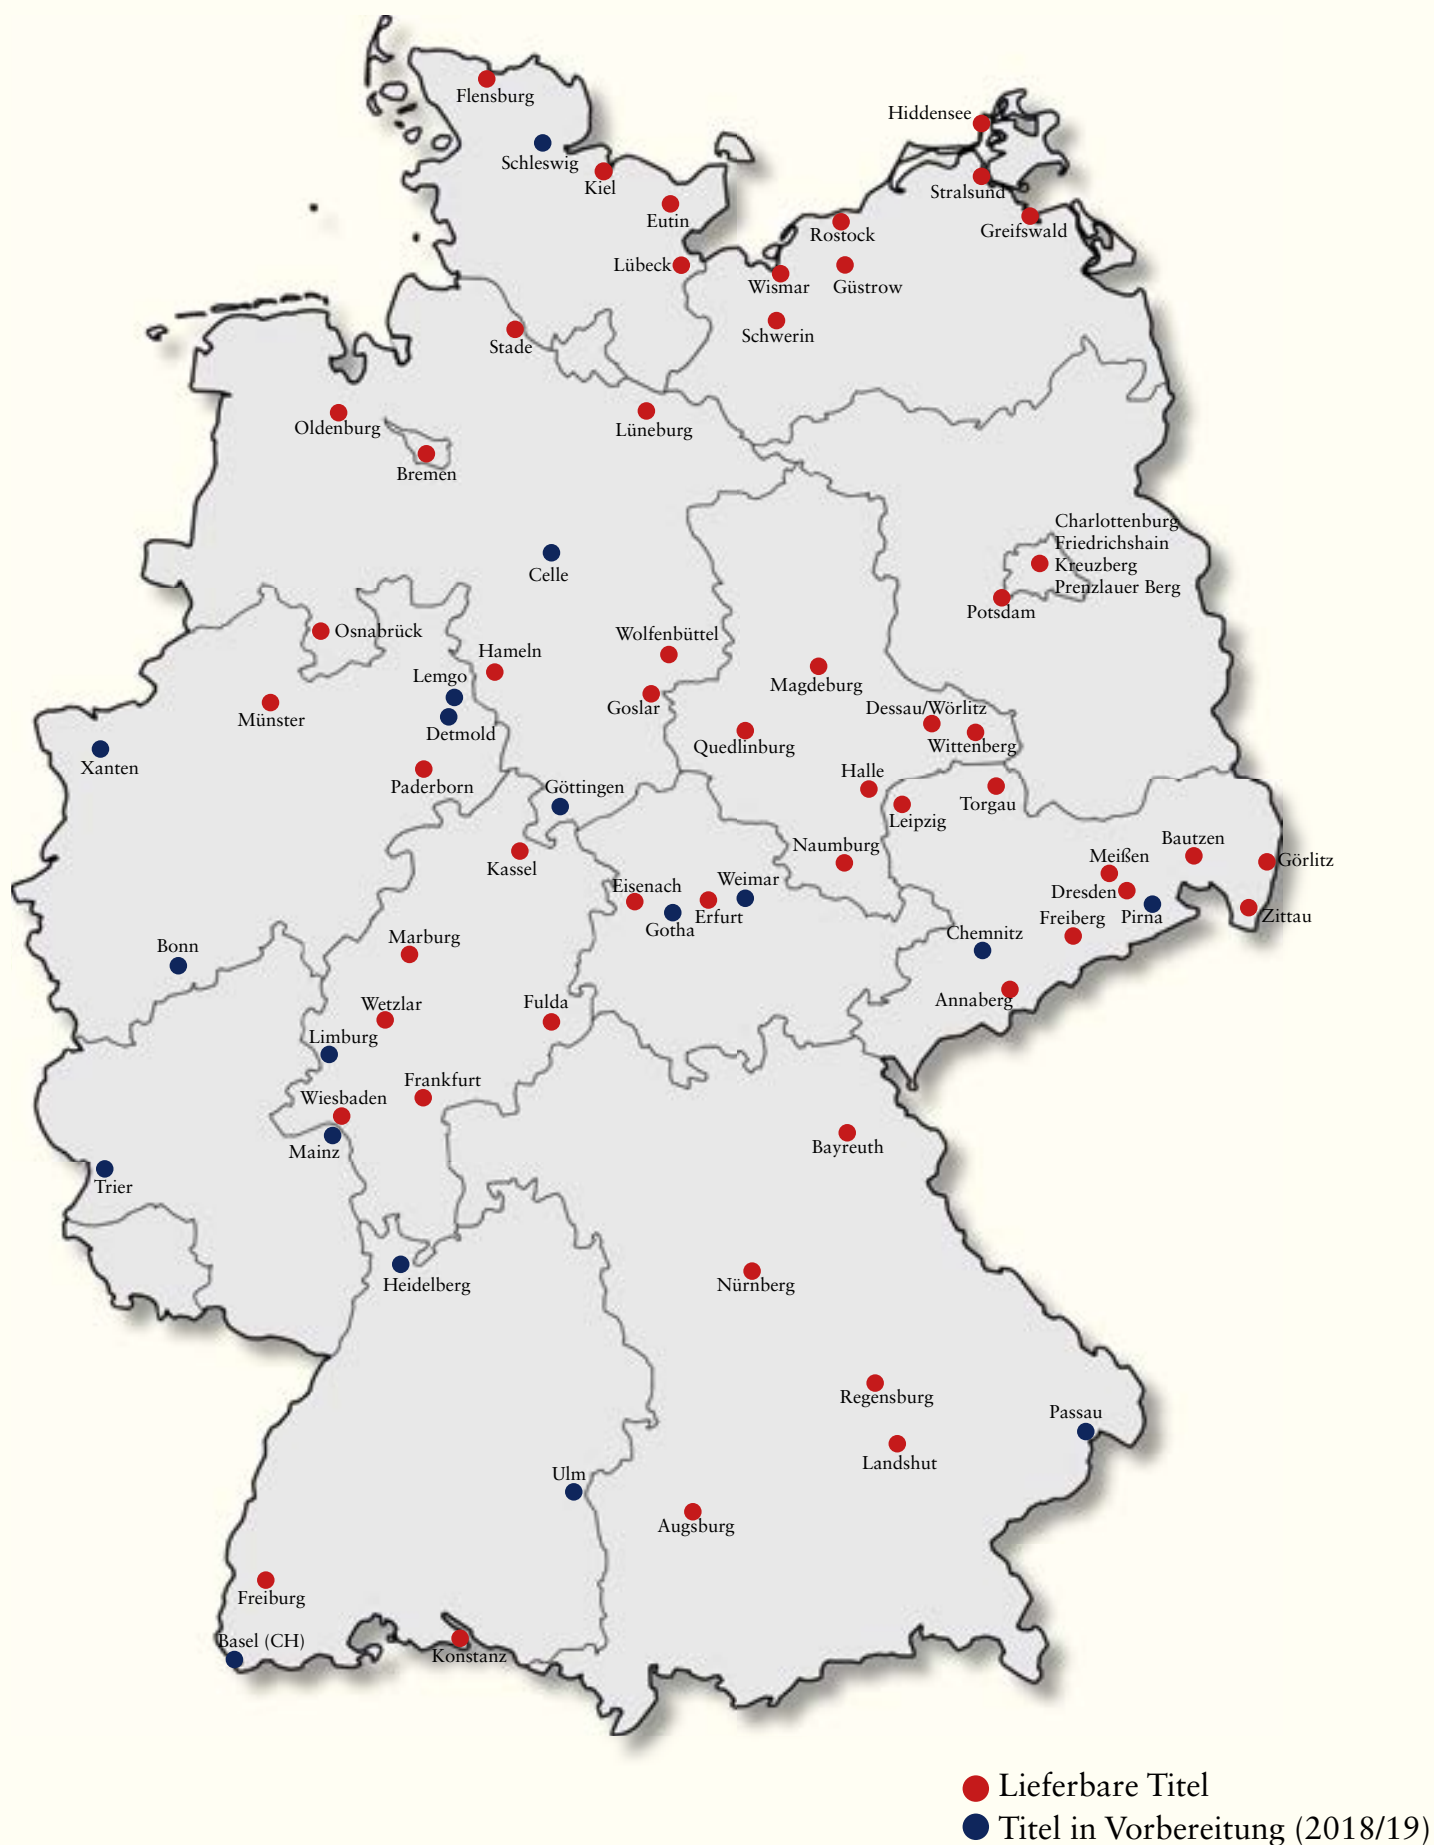 Flensburg
Hiddensee
Schleswig
Kiel
Stralsund
Eutin
Greifswald
Rostock
Lübeck
Wismar
Güstrow
Schwerin
Stade
Oldenburg
Lüneburg
Bremen
Charlottenburg
Friedrichshain
Kreuzberg
Prenzlauer Berg
Celle
Potsdam
Osnabrück
Wolfenbüttel
Hameln
Lemgo
Magdeburg
Goslar
Dessau/Wörlitz
Münster
Detmold
Quedlinburg
Wittenberg
Xanten
Halle
Paderborn
Göttingen
Torgau
Leipzig
Bautzen
Naumburg
Meißen
Görlitz
Kassel
Weimar
Eisenach
Dresden
Erfurt
Freiberg
Pirna
Zittau
Gotha
Chemnitz
Marburg
Bonn
Annaberg
Wetzlar
Fulda
Limburg
Frankfurt
Wiesbaden
Bayreuth
Mainz
Trier
Heidelberg
Nürnberg
Regensburg
Passau
Landshut
Ulm
Augsburg
Freiburg
Basel (CH)
Konstanz
Lieferbare Titel
Titel in Vorbereitung (2018/19)